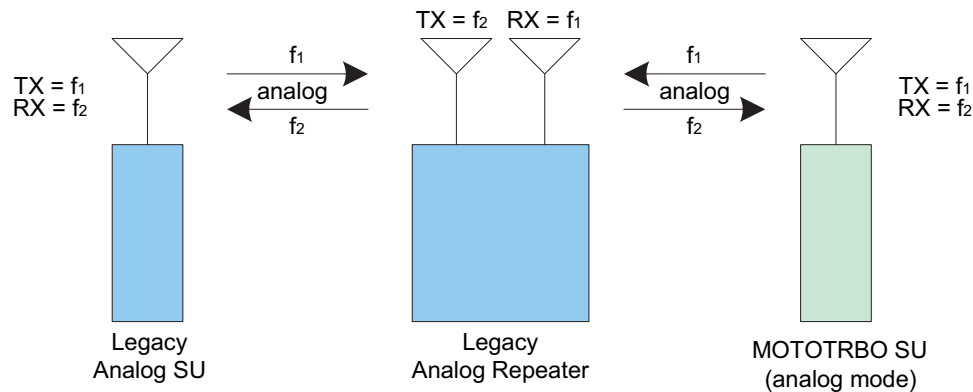 TX = f₂ RX = f₁
TX = f₁
RX = f₂
f₁
analog
f₂
f₁
analog
f₂
TX = f₁
RX = f₂
Legacy
Analog SU
Legacy
Analog Repeater
MOTOTRBO SU
(analog mode)